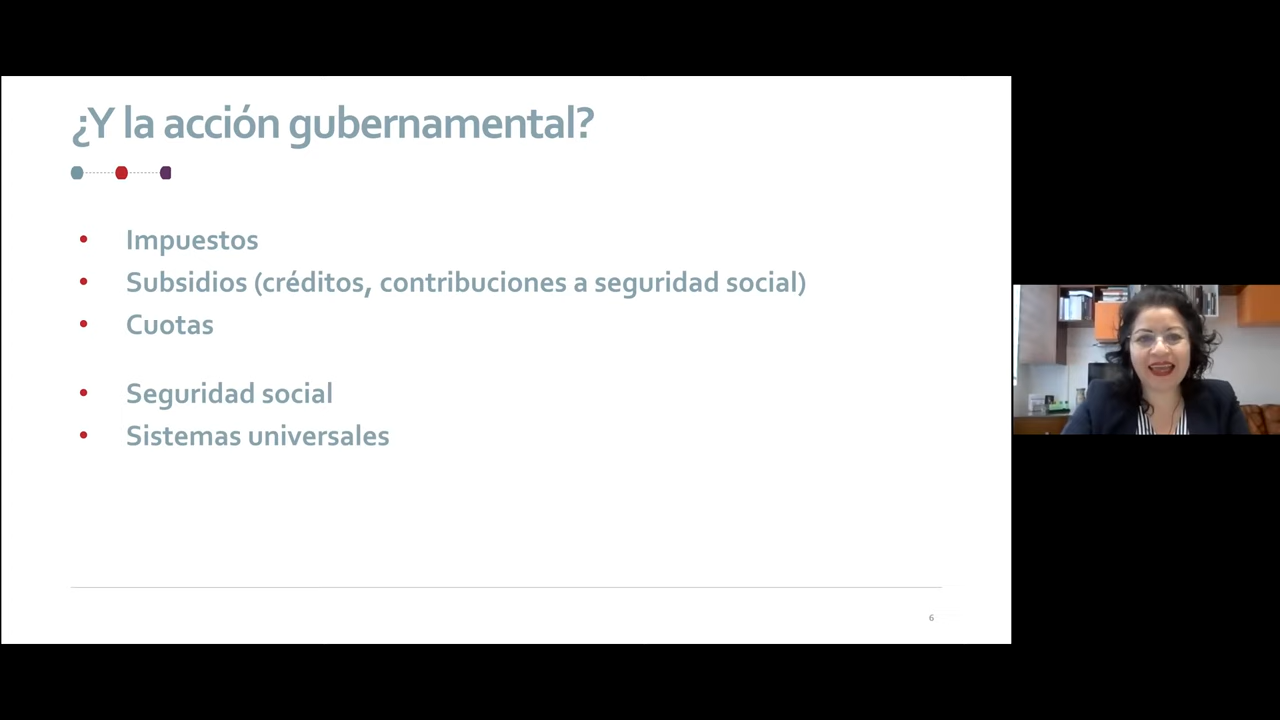 ¿Y la acción gubernamental?
Impuestos
Subsidios (créditos, contribuciones a seguridad social)
Cuotas
Seguridad social
Sistemas universales
6